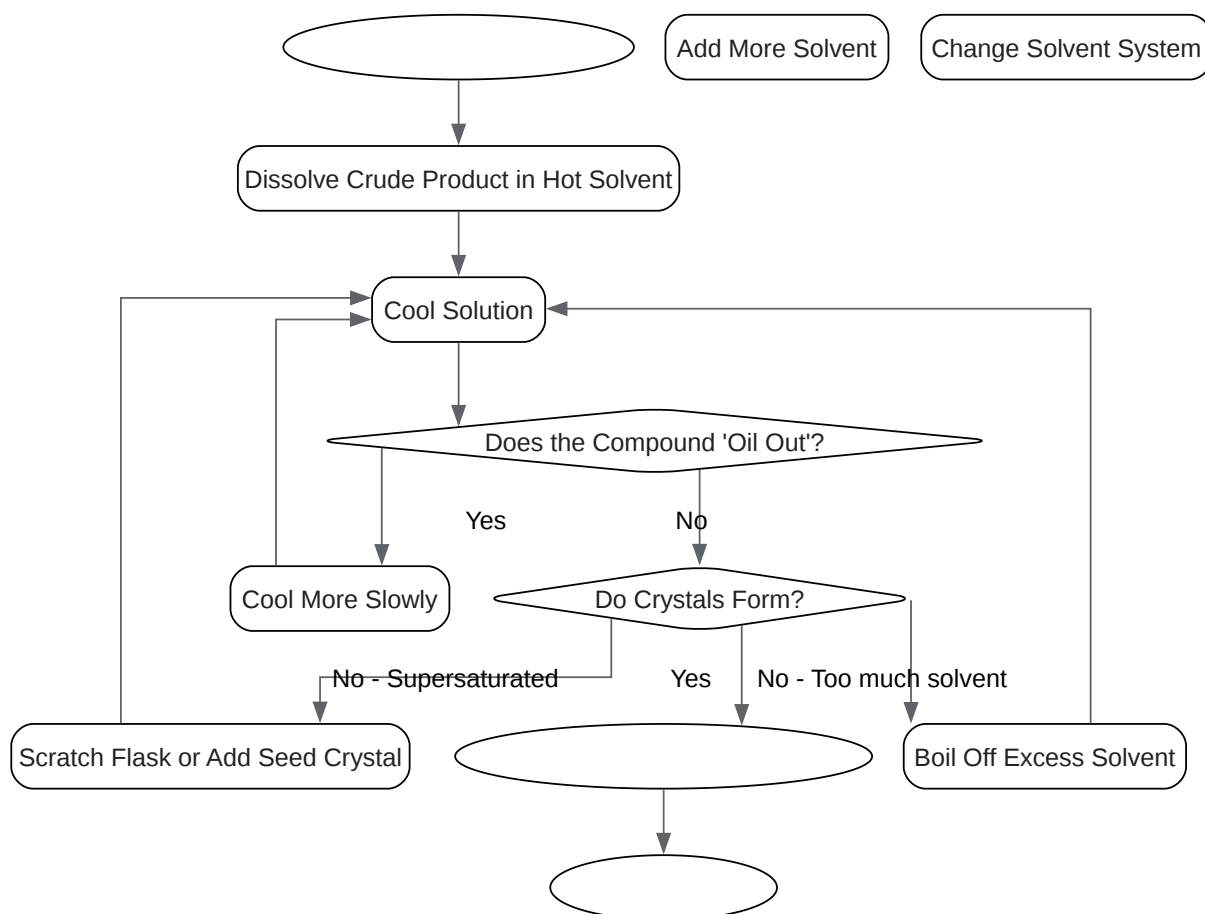 Add More Solvent
Change Solvent System
Dissolve Crude Product in Hot Solvent
Cool Solution
Does the Compound 'Oil Out'?
Yes
No
Cool More Slowly
Do Crystals Form?
No - Supersaturated
Yes
No - Too much solvent
Scratch Flask or Add Seed Crystal
Boil Off Excess Solvent